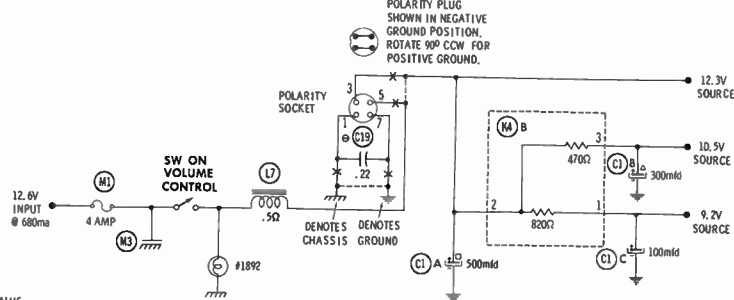 POLARITY PLUG
SHOWN IN NEGATIVE
GROUND POSITION.
ROTATE 90° CCW FOR
POSITIVE GROUND.
POLARITY
SOCKET
3
5
1
7
C19
.22
12.3V
SOURCE
K4 B
3
470Ω
10.5V
SOURCE
C1 B
300mfd
SW ON
VOLUME
CONTROL
L7
.5Ω
M1
12.6V
INPUT
@ 680ma
4 AMP
M3
#1892
DENOTES
CHASSIS
DENOTES
GROUND
2
820Ω
1
9.2V
SOURCE
C1 A
500mfd
C1 C
100mfd